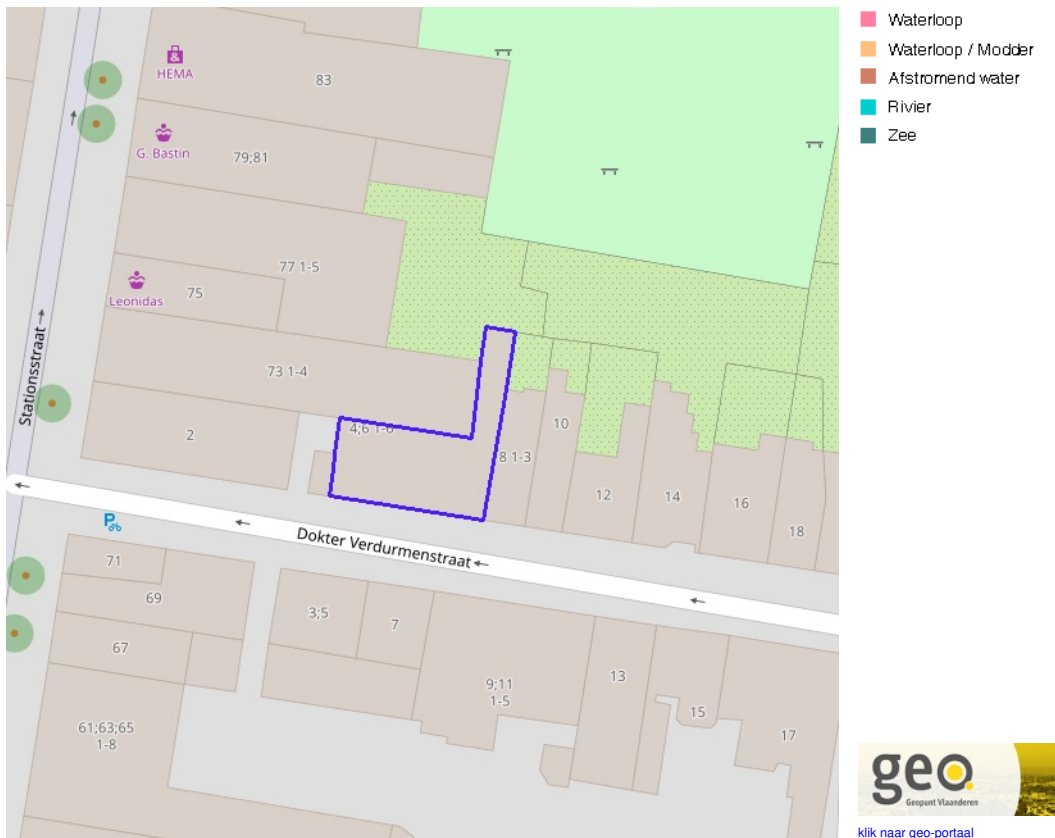 Waterloop
Waterloop / Modder
Afstromend water
Rivier
Zee
&
HEMA
83
G. Bastin
79;81
77 1-5
Leonidas
75
Stationsstraat
73 1-4
2
4;6 1-6
8 1-3
10
12
14
16
18
P
Dokter Verdurmenstraat
71
69
67
61;63;65
1-8
3;5
7
9;11
1-5
13
15
17
geo.
Geopunt Vlaanderen
klik naar geo-portaal